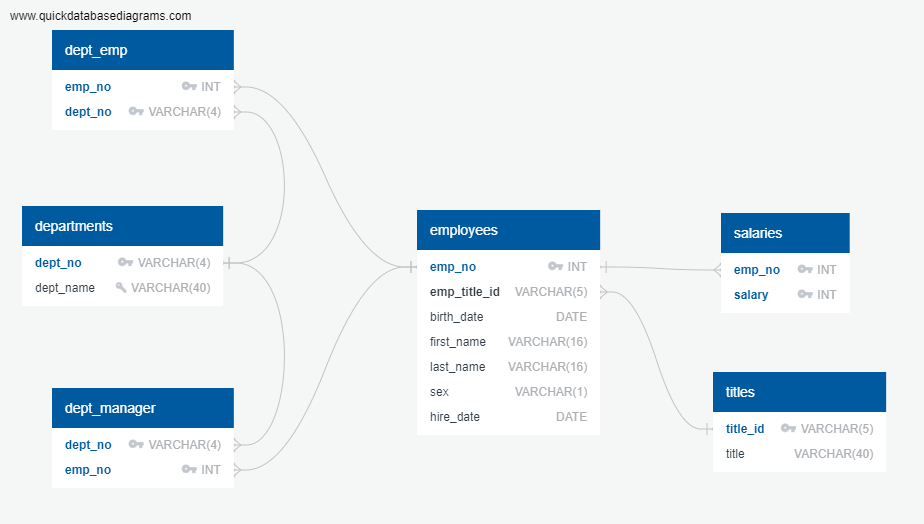 www.quickdatabasediagrams.com
dept_emp
emp_no INT
dept_no VARCHAR(4)
departments
dept_no VARCHAR(4)
dept_name VARCHAR(40)
dept_manager
dept_no VARCHAR(4)
emp_no INT
employees
emp_no INT
emp_title_id VARCHAR(5)
birth_date DATE
first_name VARCHAR(16)
last_name VARCHAR(16)
sex VARCHAR(1)
hire_date DATE
salaries
emp_no INT
salary INT
titles
title_id VARCHAR(5)
title VARCHAR(40)